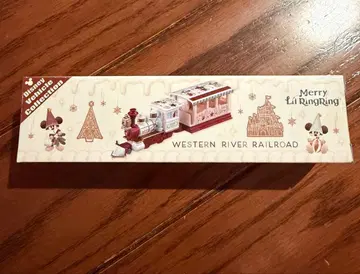 Disney
Vehicle
Collection
Merry
Li'l RingRing
WESTERN RIVER RAILROAD